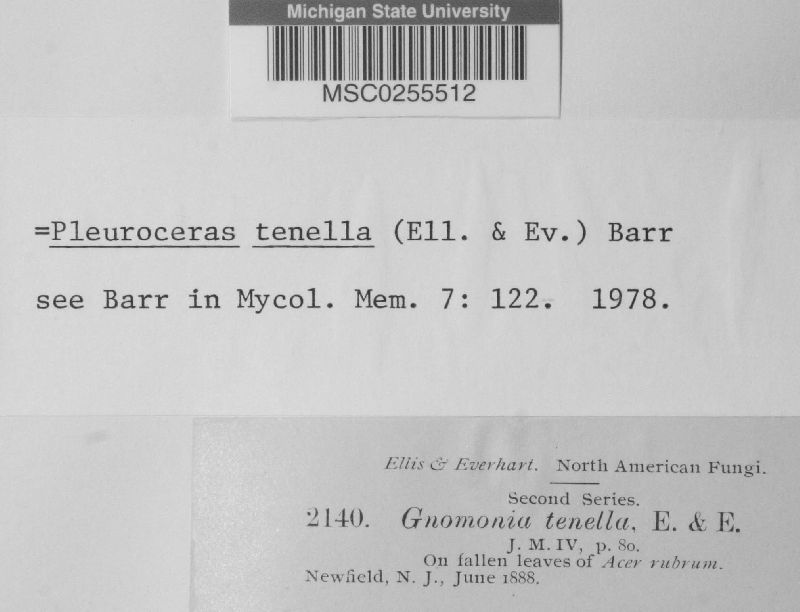 Michigan State University
MSC0255512
=Pleuroceras tenella (Ell. & Ev.) Barr
see Barr in Mycol. Mem. 7: 122. 1978.
Ellis & Everhart. North American Fungi.
Second Series.
2140. Gnomonia tenella, E. & E.
J. M. IV, p. 80.
On fallen leaves of Acer rubrum.
Newfield, N. J., June 1888.